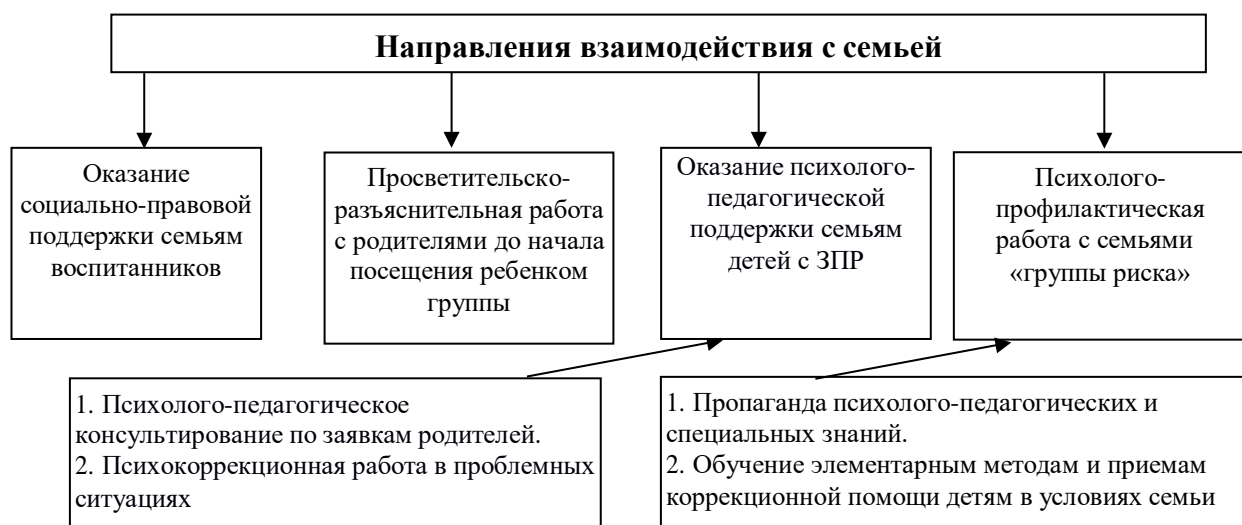 Направления взаимодействия с семьей
Оказание
социально-правовой
поддержки семьям
воспитанников
Просветительско-
разъяснительная работа
с родителями до начала
посещения ребенком
группы
Оказание психолого-
педагогической
поддержки семьям
детей с ЗПР
Психолого-
профилактическая
работа с семьями
«группы риска»
1. Психолого-педагогическое
консультирование по заявкам родителей.
2. Психокоррекционная работа в проблемных
ситуациях
1. Пропаганда психолого-педагогических и
специальных знаний.
2. Обучение элементарным методам и приемам
коррекционной помощи детям в условиях семьи